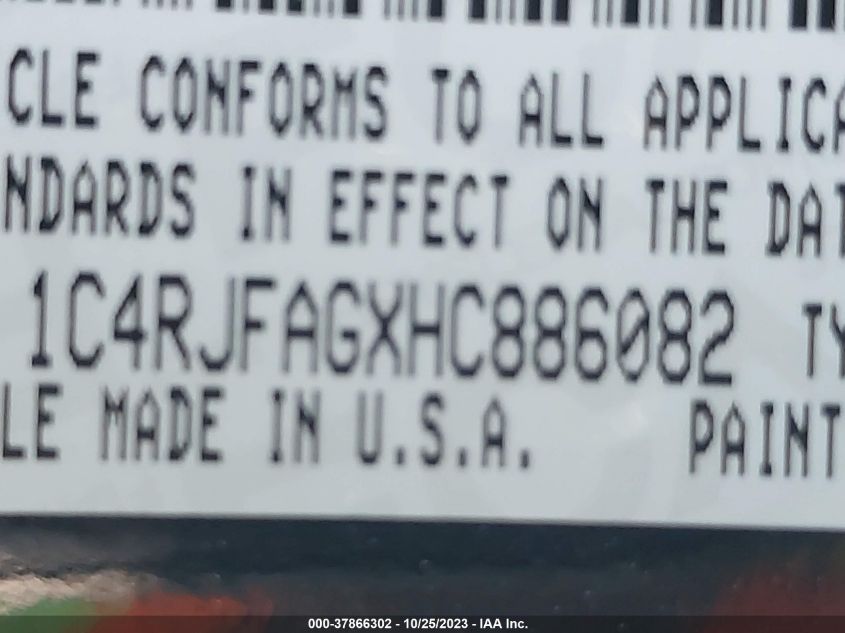 CLE CONFORMS TO ALL APPLICA
NDARDS IN EFFECT ON THE DAT
1C4RJFAGXHC886082 TY
LE MADE IN U.S.A. PAINT
000-37866302 - 10/25/2023 - IAA Inc.